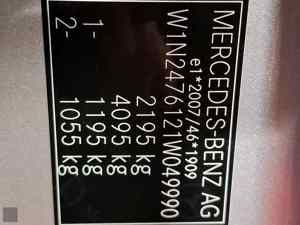 MERCEDES-BENZ AG
e1*2007/46*1909
W1N2476121W049990
2195 kg
4095 kg
1- 1195 kg
2- 1055 kg